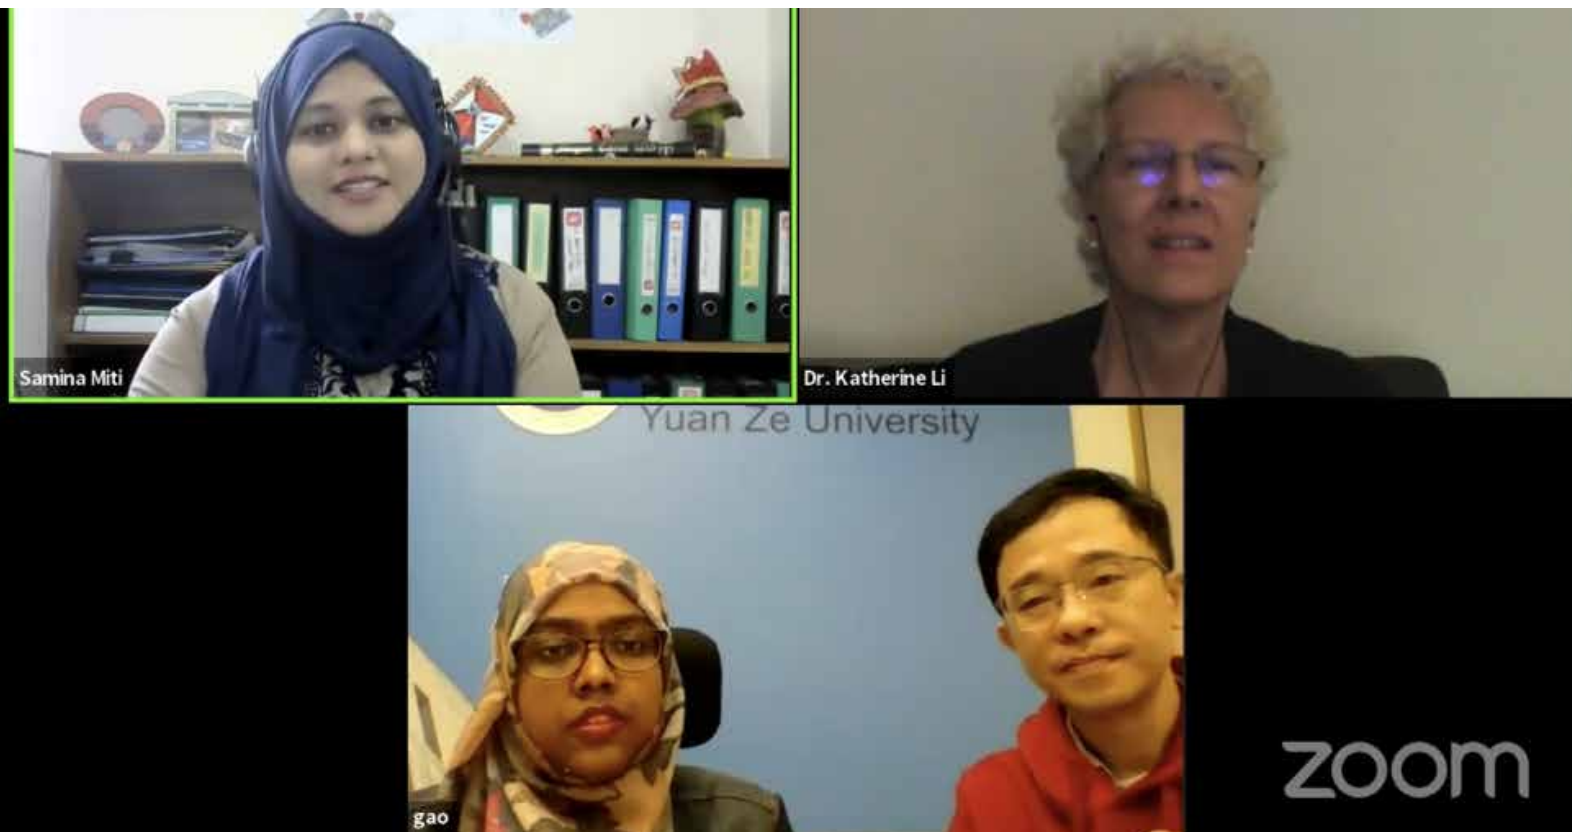 Samina Miti
Dr. Katherine Li
Yuan Ze University
gao
zoom